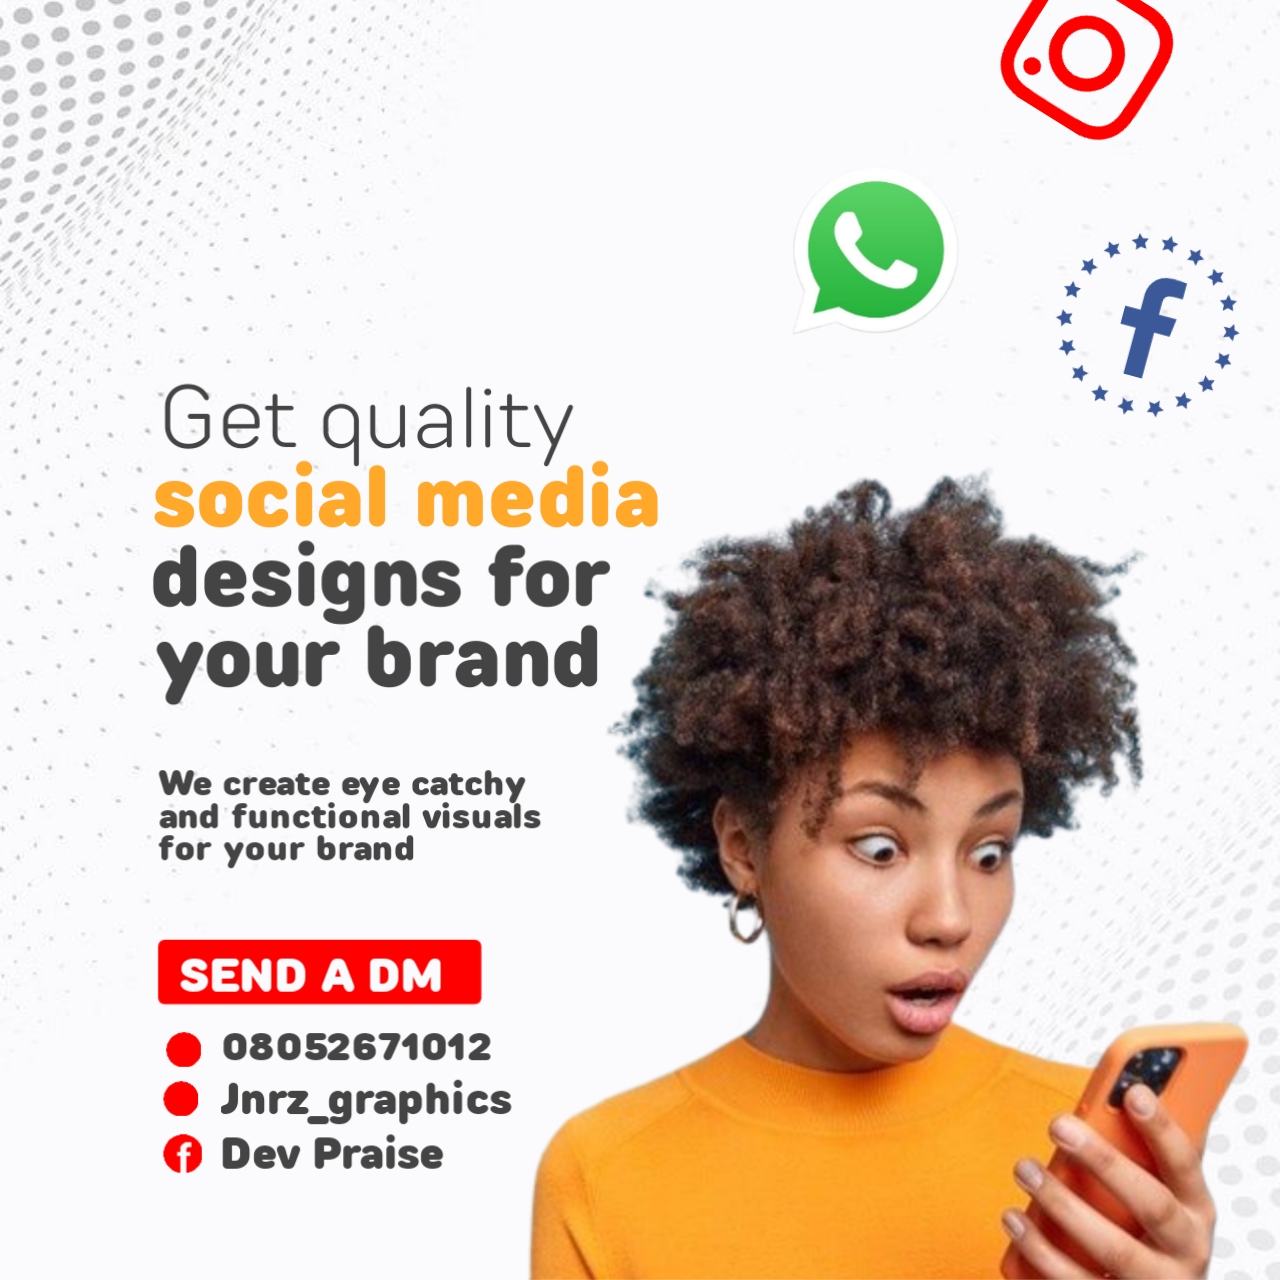 Get quality
social media
designs for
your brand
We create eye catchy
and functional visuals
for your brand
SEND A DM
08052671012
Jnrz_graphics
Dev Praise